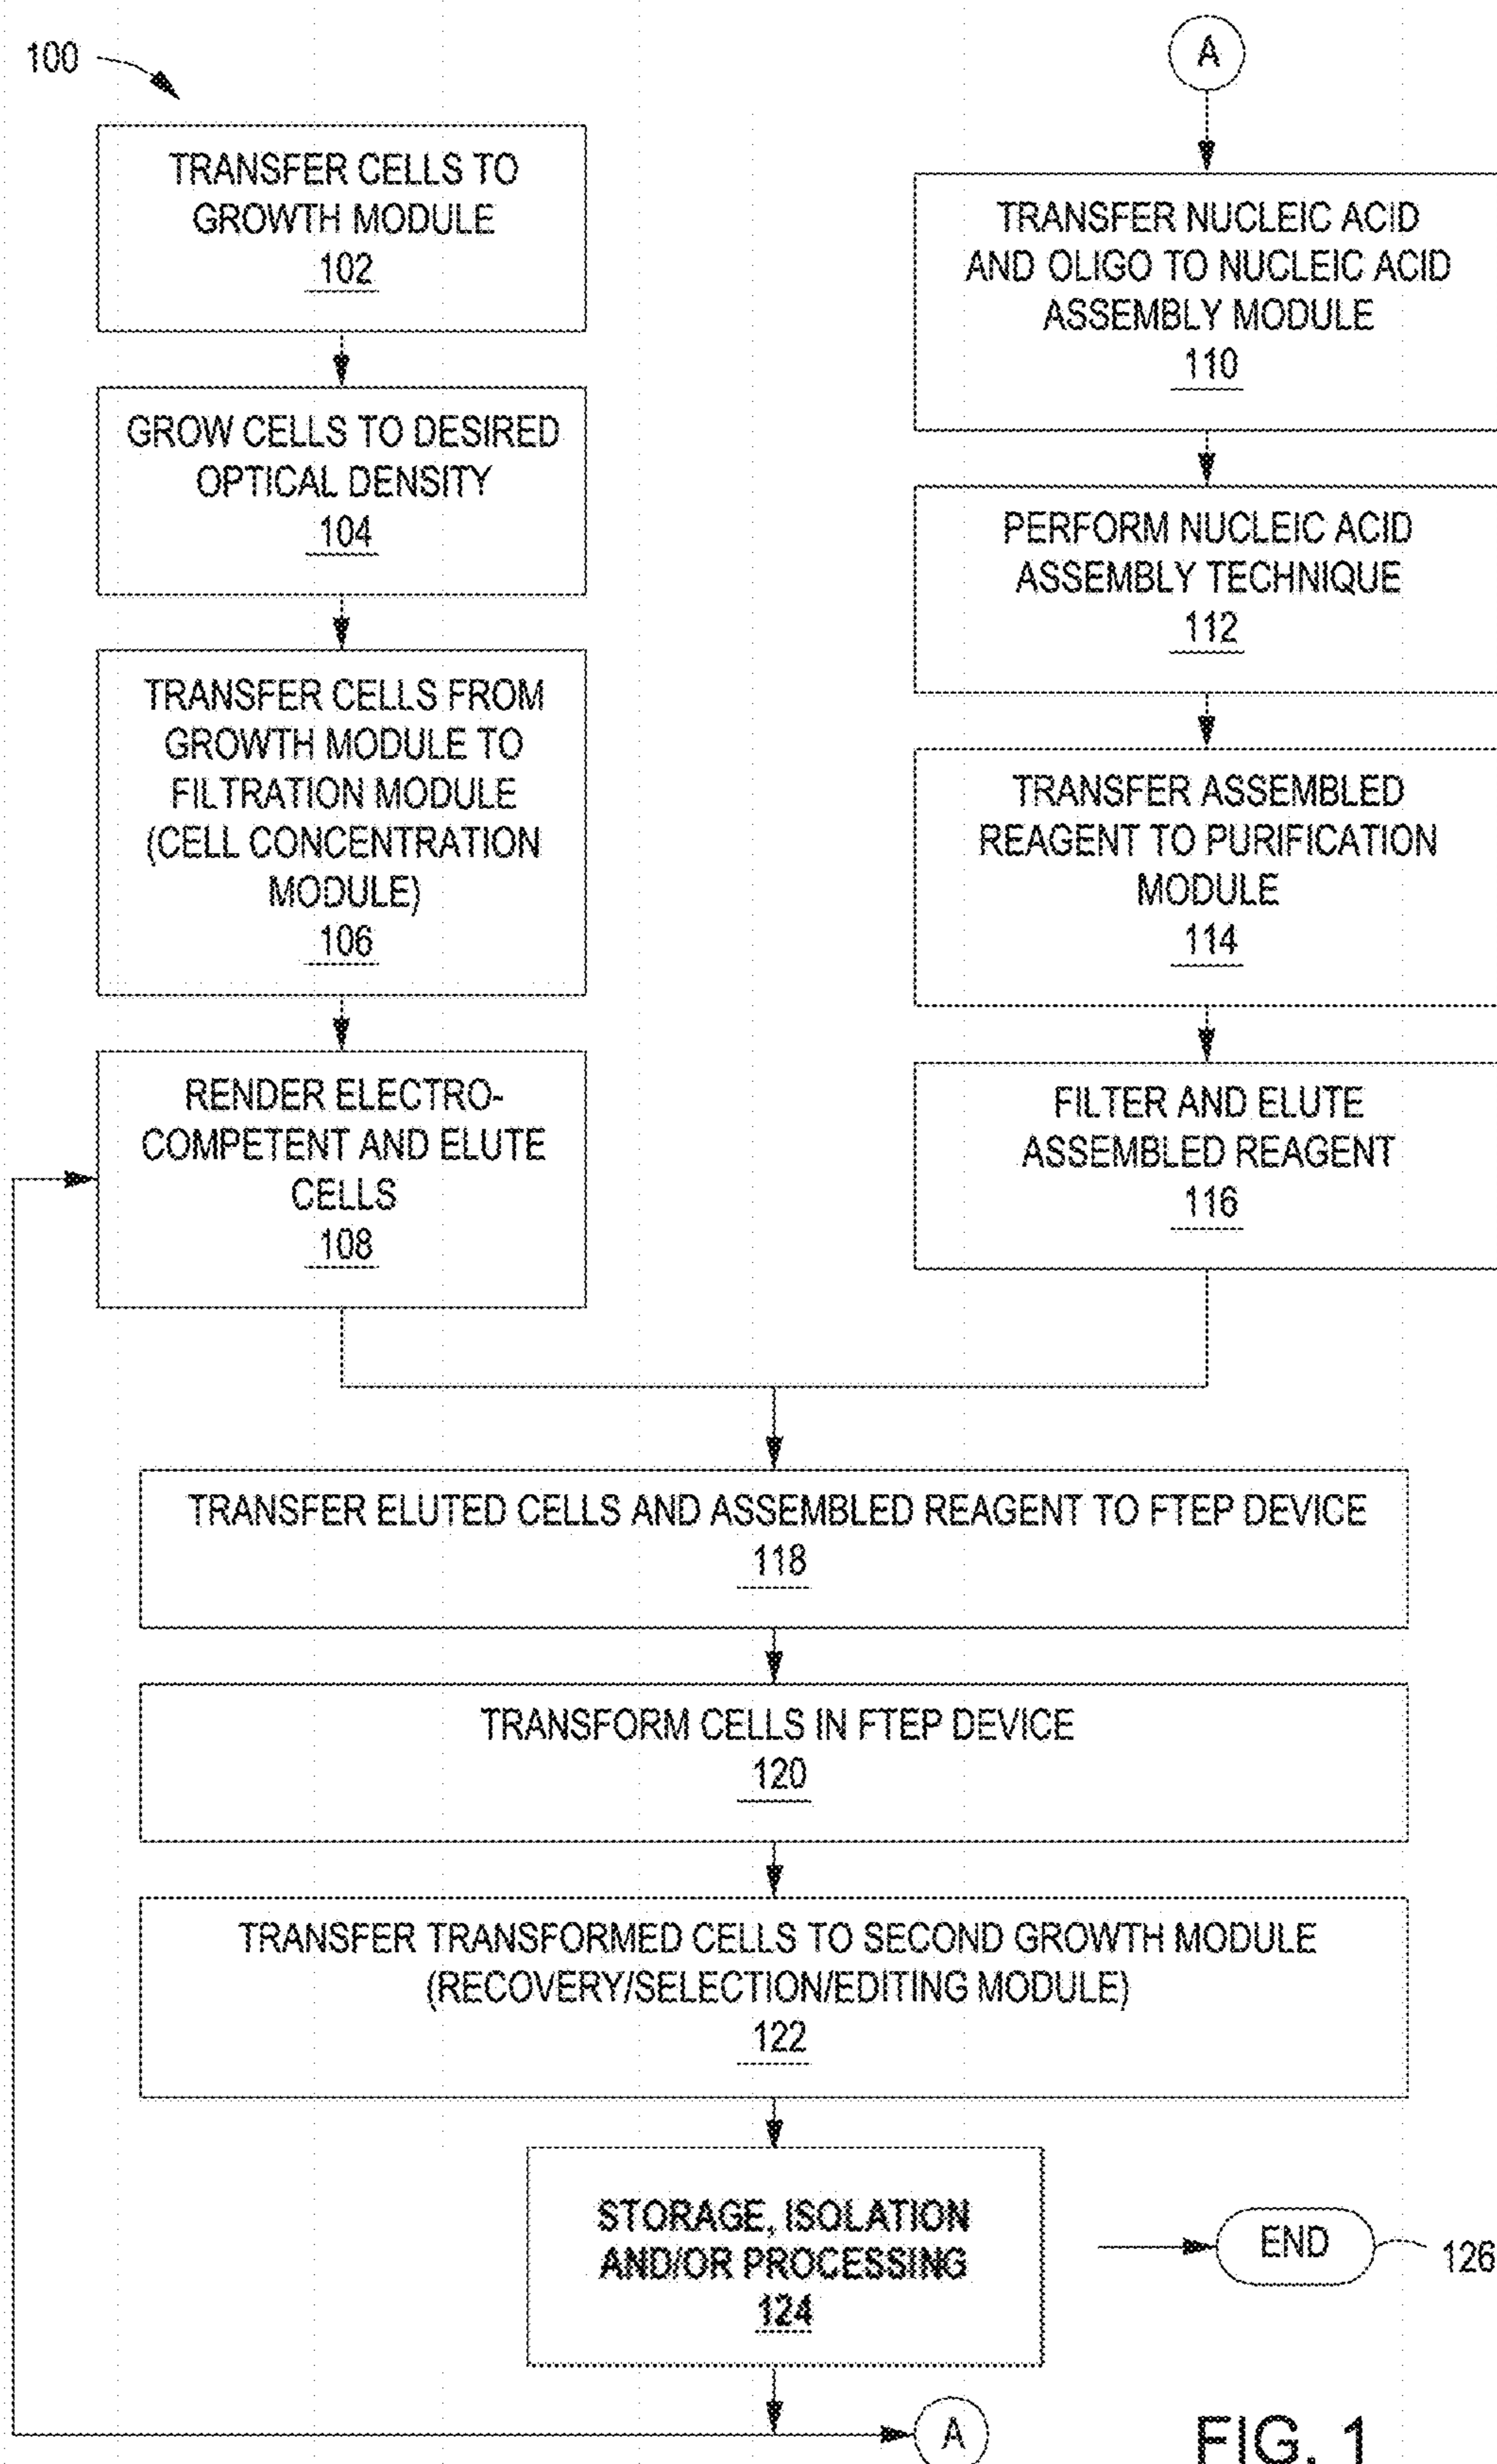 100
TRANSFER CELLS TO
GROWTH MODULE
102
GROW CELLS TO DESIRED
OPTICAL DENSITY
104
TRANSFER CELLS FROM
GROWTH MODULE TO
FILTRATION MODULE
(CELL CONCENTRATION
MODULE)
106
RENDER ELECTRO-
COMPETENT AND ELUTE
CELLS
108
A
TRANSFER NUCLEIC ACID
AND OLIGO TO NUCLEIC ACID
ASSEMBLY MODULE
110
PERFORM NUCLEIC ACID
ASSEMBLY TECHNIQUE
112
TRANSFER ASSEMBLED
REAGENT TO PURIFICATION
MODULE
114
FILTER AND ELUTE
ASSEMBLED REAGENT
116
TRANSFER ELUTED CELLS AND ASSEMBLED REAGENT TO FTEP DEVICE
118
TRANSFORM CELLS IN FTEP DEVICE
120
TRANSFER TRANSFORMED CELLS TO SECOND GROWTH MODULE
(RECOVERY/SELECTION/EDITING MODULE)
122
STORAGE, ISOLATION
AND/OR PROCESSING
124
END
126
A
FIG. 1